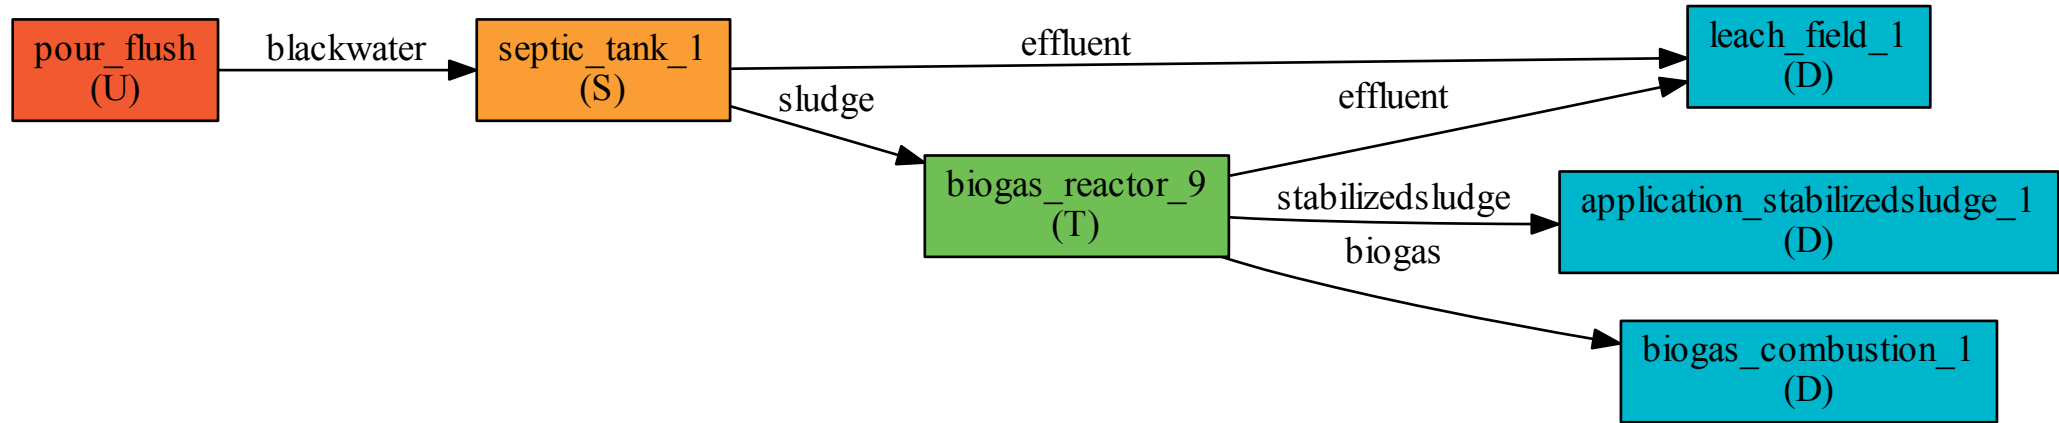 pour_flush
(U)
blackwater
septic_tank_1
(S)
effluent
sludge
leach_field_1
(D)
effluent
biogas_reactor_9
(T)
stabilizedsludge
application_stabilizedsludge_1
(D)
biogas
biogas_combustion_1
(D)